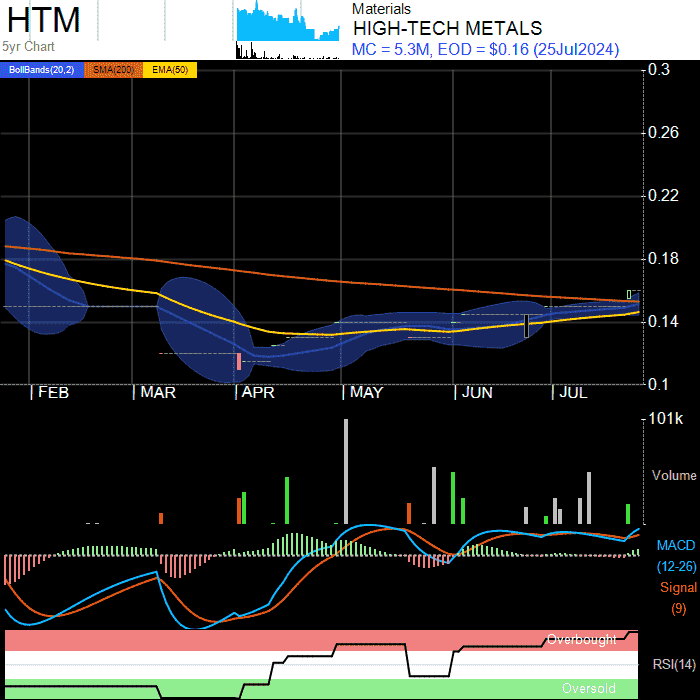 HTM
5yr Chart
Materials
HIGH-TECH METALS
MC = 5.3M, EOD = $0.16 (25Jul2024)
BollBands(20,2) SMA(200) EMA(50)
0.3
0.26
0.22
0.18
0.14
0.1
FEB MAR APR MAY JUN JUL
101k
Volume
MACD
(12-26)
Signal
(9)
Overbought
RSI(14)
Oversold